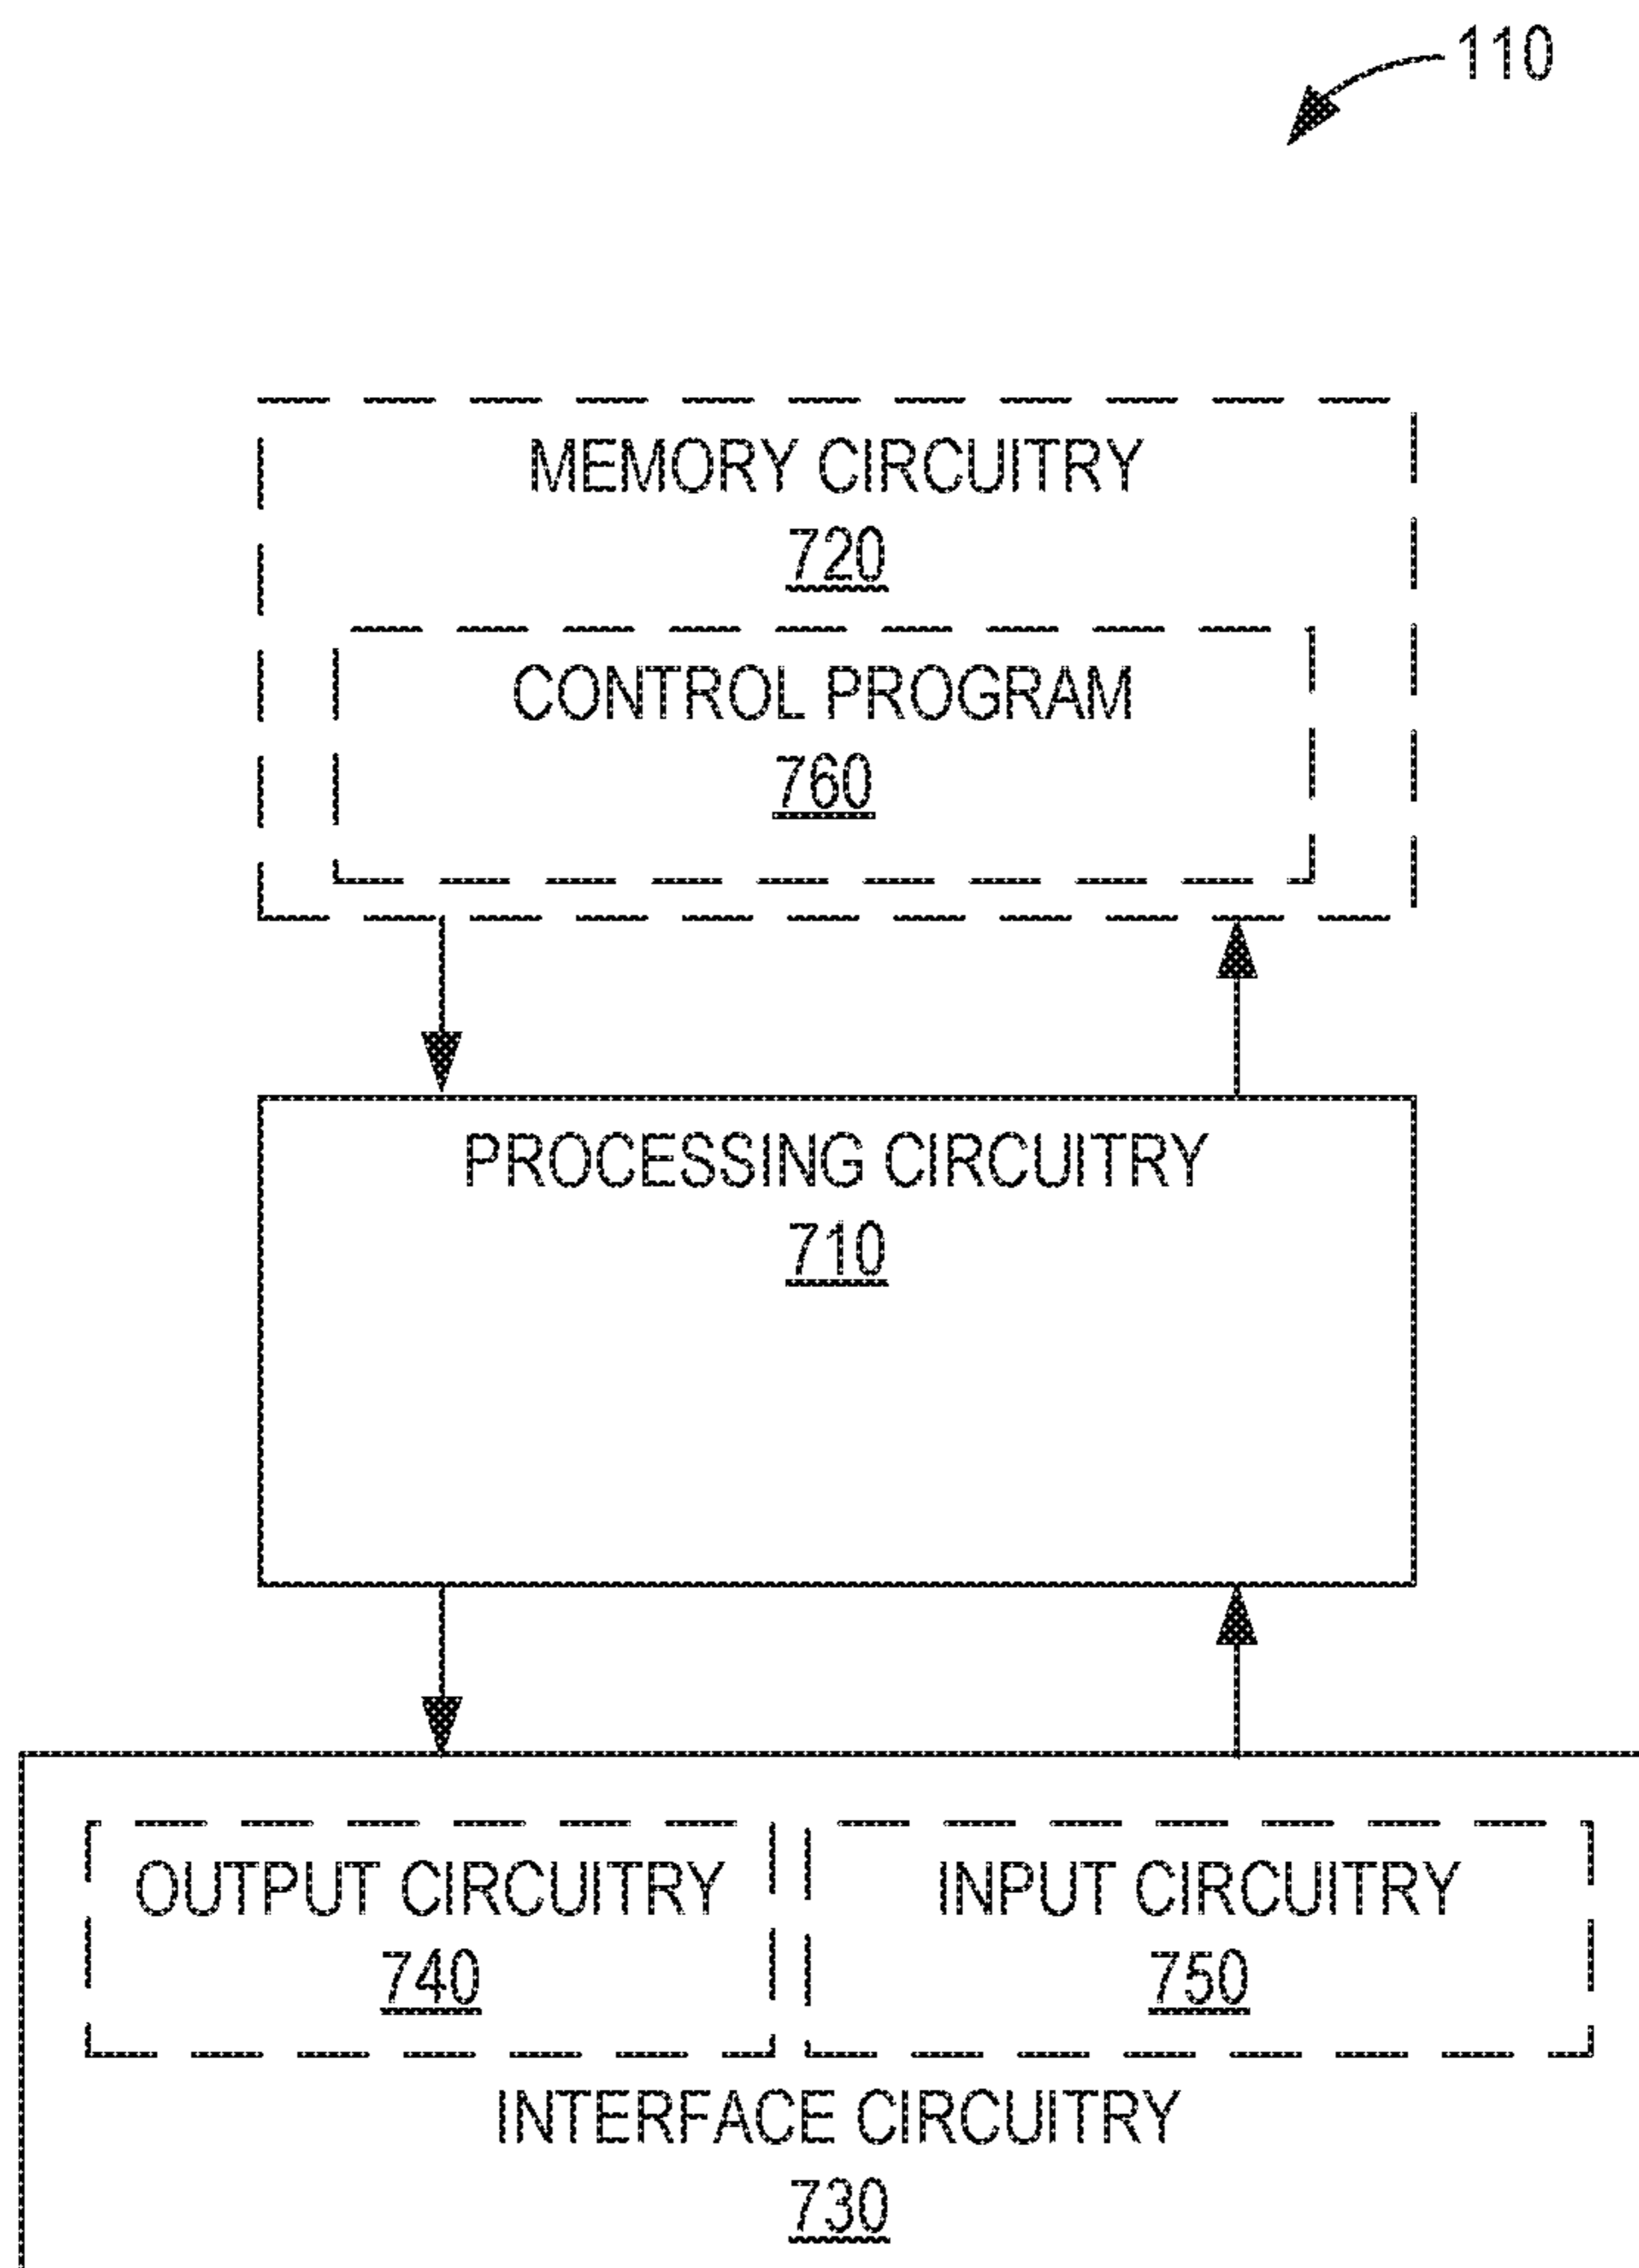 110
MEMORY CIRCUITRY
720
CONTROL PROGRAM
760
PROCESSING CIRCUITRY
710
OUTPUT CIRCUITRY
740
INPUT CIRCUITRY
750
INTERFACE CIRCUITRY
730